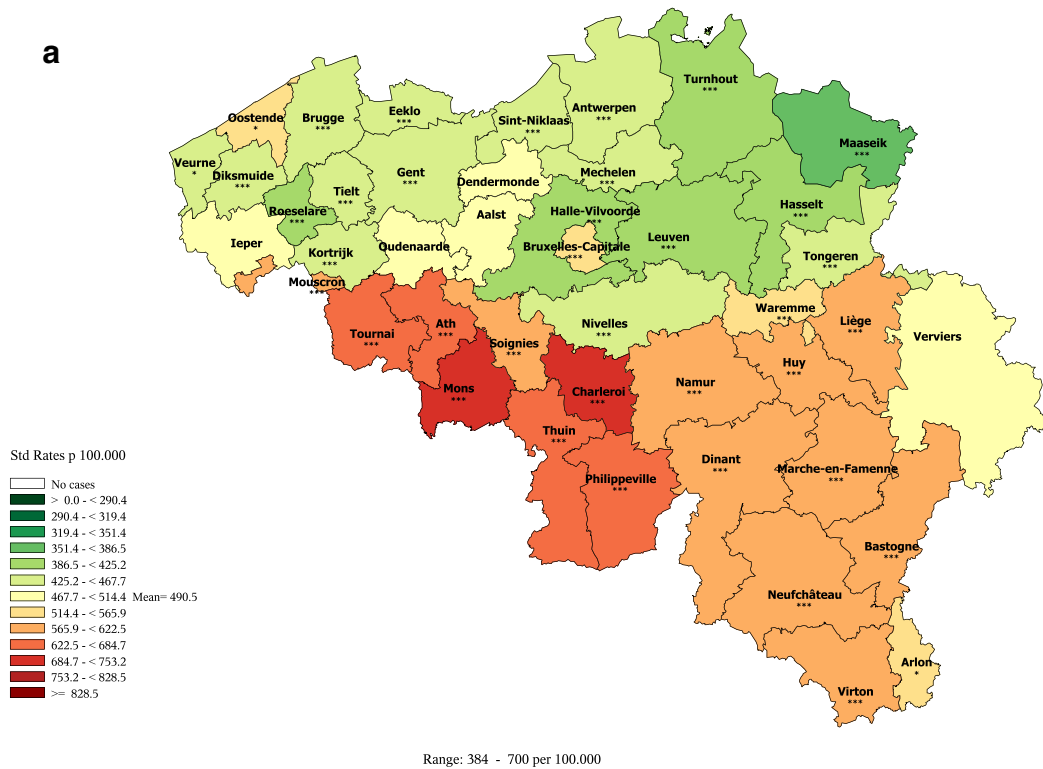 a
Turnhout
***
Antwerpen
***
Eeklo
***
Oostende
*
Brugge
***
Sint-Niklaas
***
Maaseik
***
Veurne
*
Diksmuide
***
Gent
***
Dendermonde
Mechelen
***
Tielt
***
Roeselare
***
Hasselt
***
Aalst
Halle-Vilvoorde
***
Leuven
***
Ieper
Oudenaarde
Bruxelles-Capitale
***
Kortrijk
***
Tongeren
***
Mouscron
***
Waremme
***
Liège
***
Tournai
***
Ath
***
Nivelles
***
Verviers
Soignies
***
Huy
***
Mons
***
Charleroi
***
Namur
***
Thuin
***
Dinant
***
Marche-en-Famenne
***
Philippeville
***
Bastogne
***
Neufchâteau
***
Arlon
*
Virton
***
Std Rates p 100.000
No cases
> 0.0 - < 290.4
290.4 - < 319.4
319.4 - < 351.4
351.4 - < 386.5
386.5 - < 425.2
425.2 - < 467.7
467.7 - < 514.4 Mean= 490.5
514.4 - < 565.9
565.9 - < 622.5
622.5 - < 684.7
684.7 - < 753.2
753.2 - < 828.5
>= 828.5
Range: 384 - 700 per 100.000